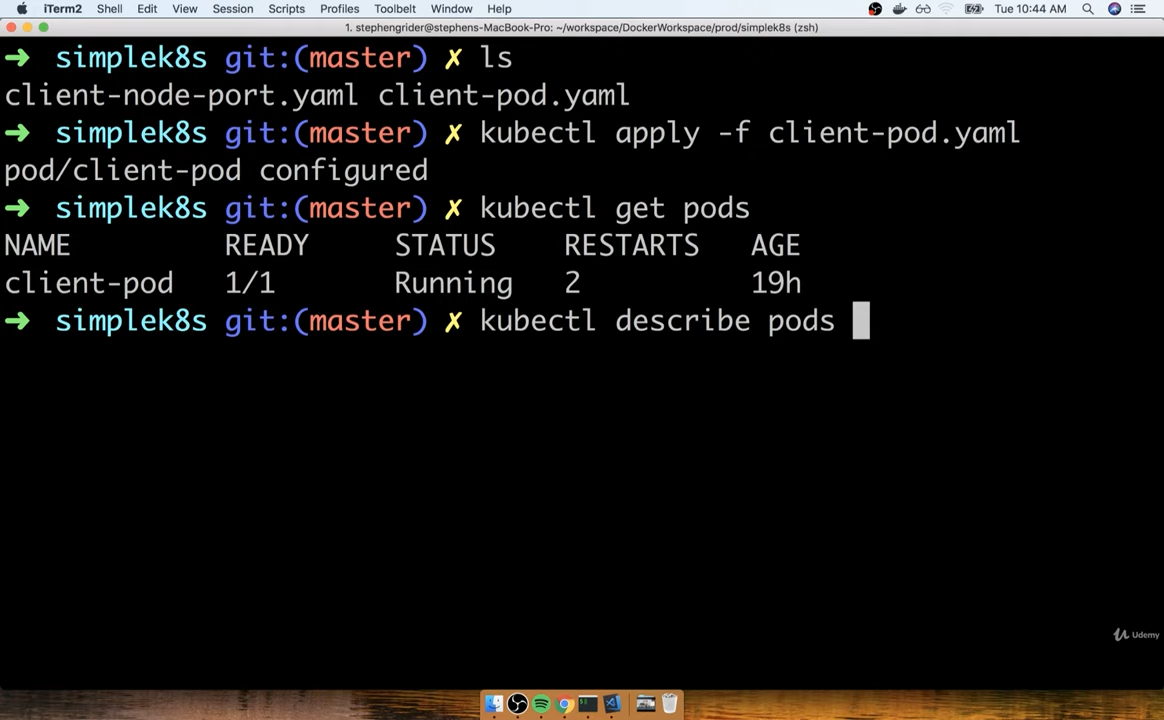 iTerm2 Shell Edit View Session Scripts Profiles Toolbelt Window Help Tue 10:44 AM
1. stephengrider@stephens-MacBook-Pro: ~/workspace/DockerWorkspace/prod/simplek8s (zsh)
➜ simplek8s git:(master) ✗ ls
client-node-port.yaml client-pod.yaml
➜ simplek8s git:(master) ✗ kubectl apply -f client-pod.yaml
pod/client-pod configured
➜ simplek8s git:(master) ✗ kubectl get pods
NAME READY STATUS RESTARTS AGE
client-pod 1/1 Running 2 19h
➜ simplek8s git:(master) ✗ kubectl describe pods
Udemy